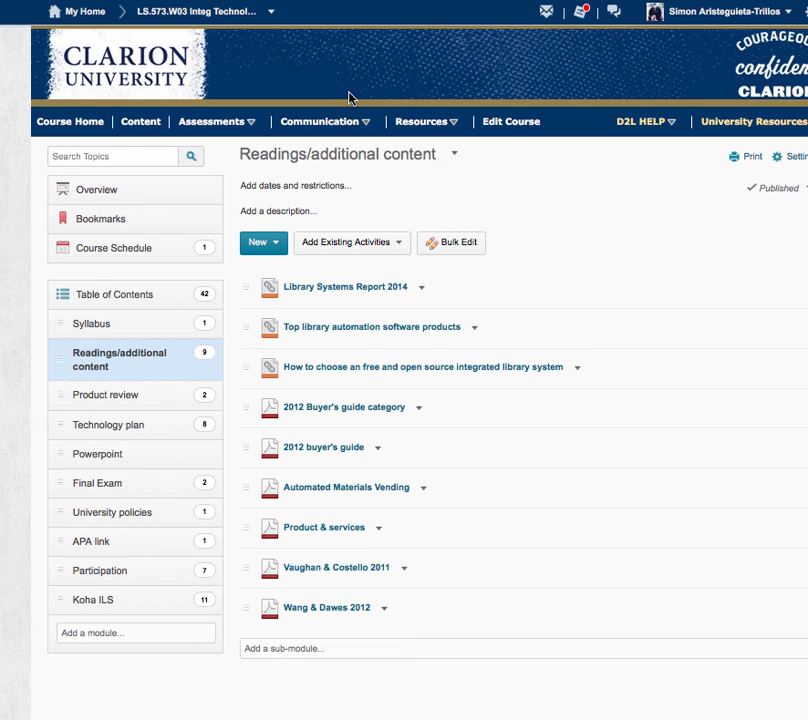 My Home
LS.573.W03 Integ Technol...
Simon Aristeguieta-Trillos
CLARION
UNIVERSITY
COURAGEOU
confiden
CLARION
Course Home
Content
Assessments
Communication
Resources
Edit Course
D2L HELP
University Resources
Search Topics
Overview
Bookmarks
Course Schedule 1
Table of Contents 42
Syllabus 1
Readings/additional 9
content
Product review 2
Technology plan 8
Powerpoint
Final Exam 2
University policies 1
APA link 1
Participation 7
Koha ILS 11
Add a module...
Readings/additional content
Print
Settin
Add dates and restrictions...
Published
Add a description...
New
Add Existing Activities
Bulk Edit
Library Systems Report 2014
Top library automation software products
How to choose an free and open source integrated library system
2012 Buyer's guide category
2012 buyer's guide
Automated Materials Vending
Product & services
Vaughan & Costello 2011
Wang & Dawes 2012
Add a sub-module...